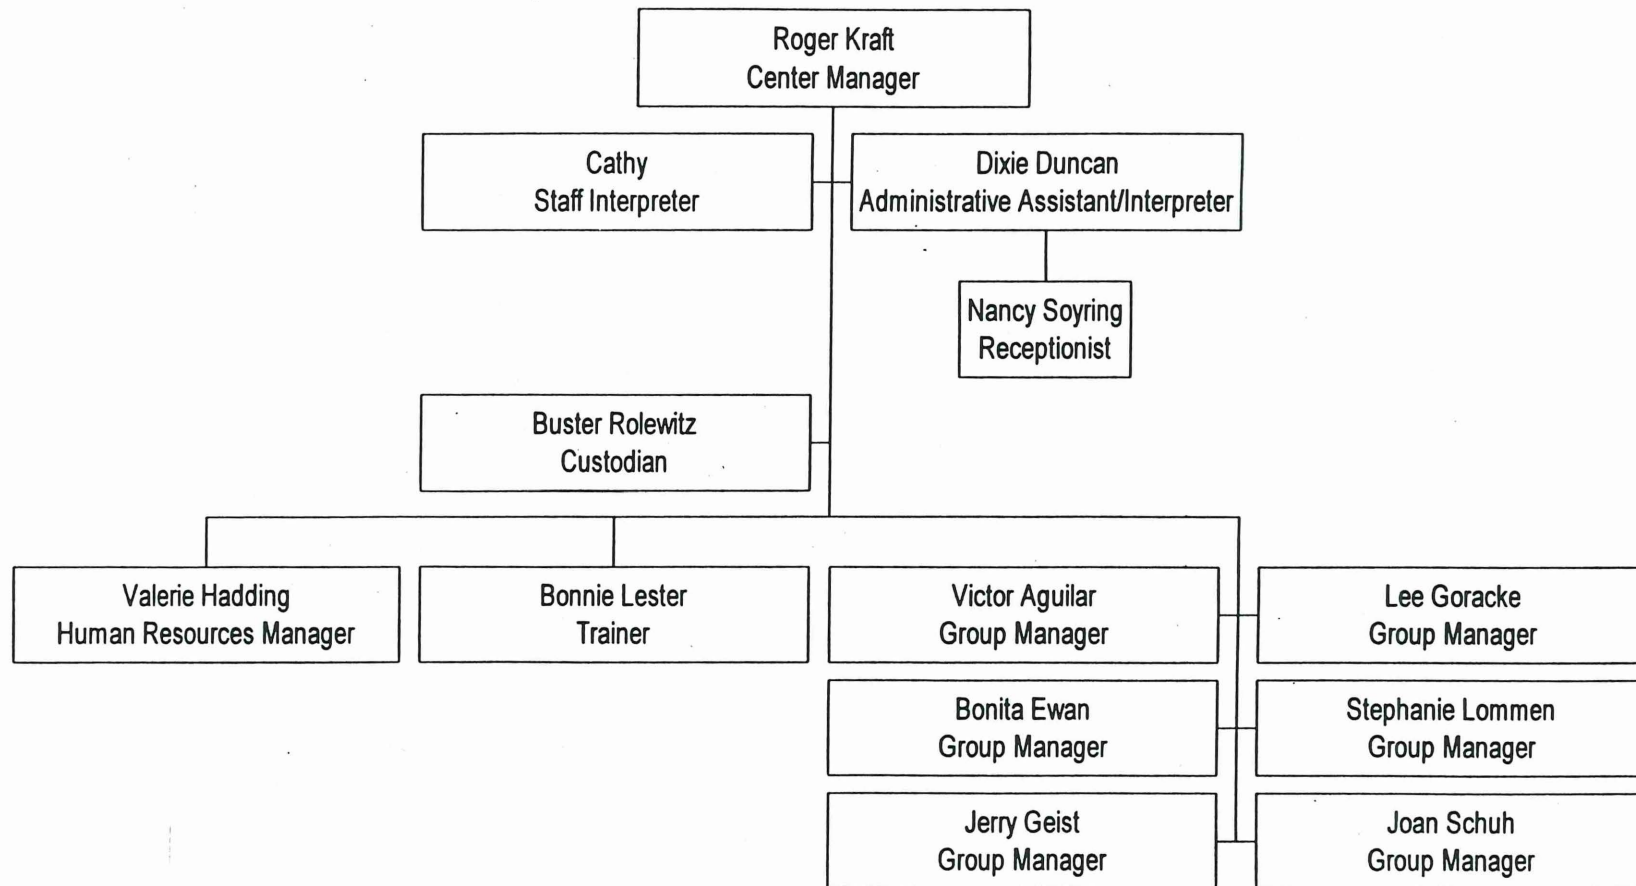 Roger Kraft
Center Manager
Cathy
Staff Interpreter
Dixie Duncan
Administrative Assistant/Interpreter
Nancy Soyring
Receptionist
Buster Rolewitz
Custodian
Valerie Hadding
Human Resources Manager
Bonnie Lester
Trainer
Victor Aguilar
Group Manager
Lee Goracke
Group Manager
Bonita Ewan
Group Manager
Stephanie Lommen
Group Manager
Jerry Geist
Group Manager
Joan Schuh
Group Manager